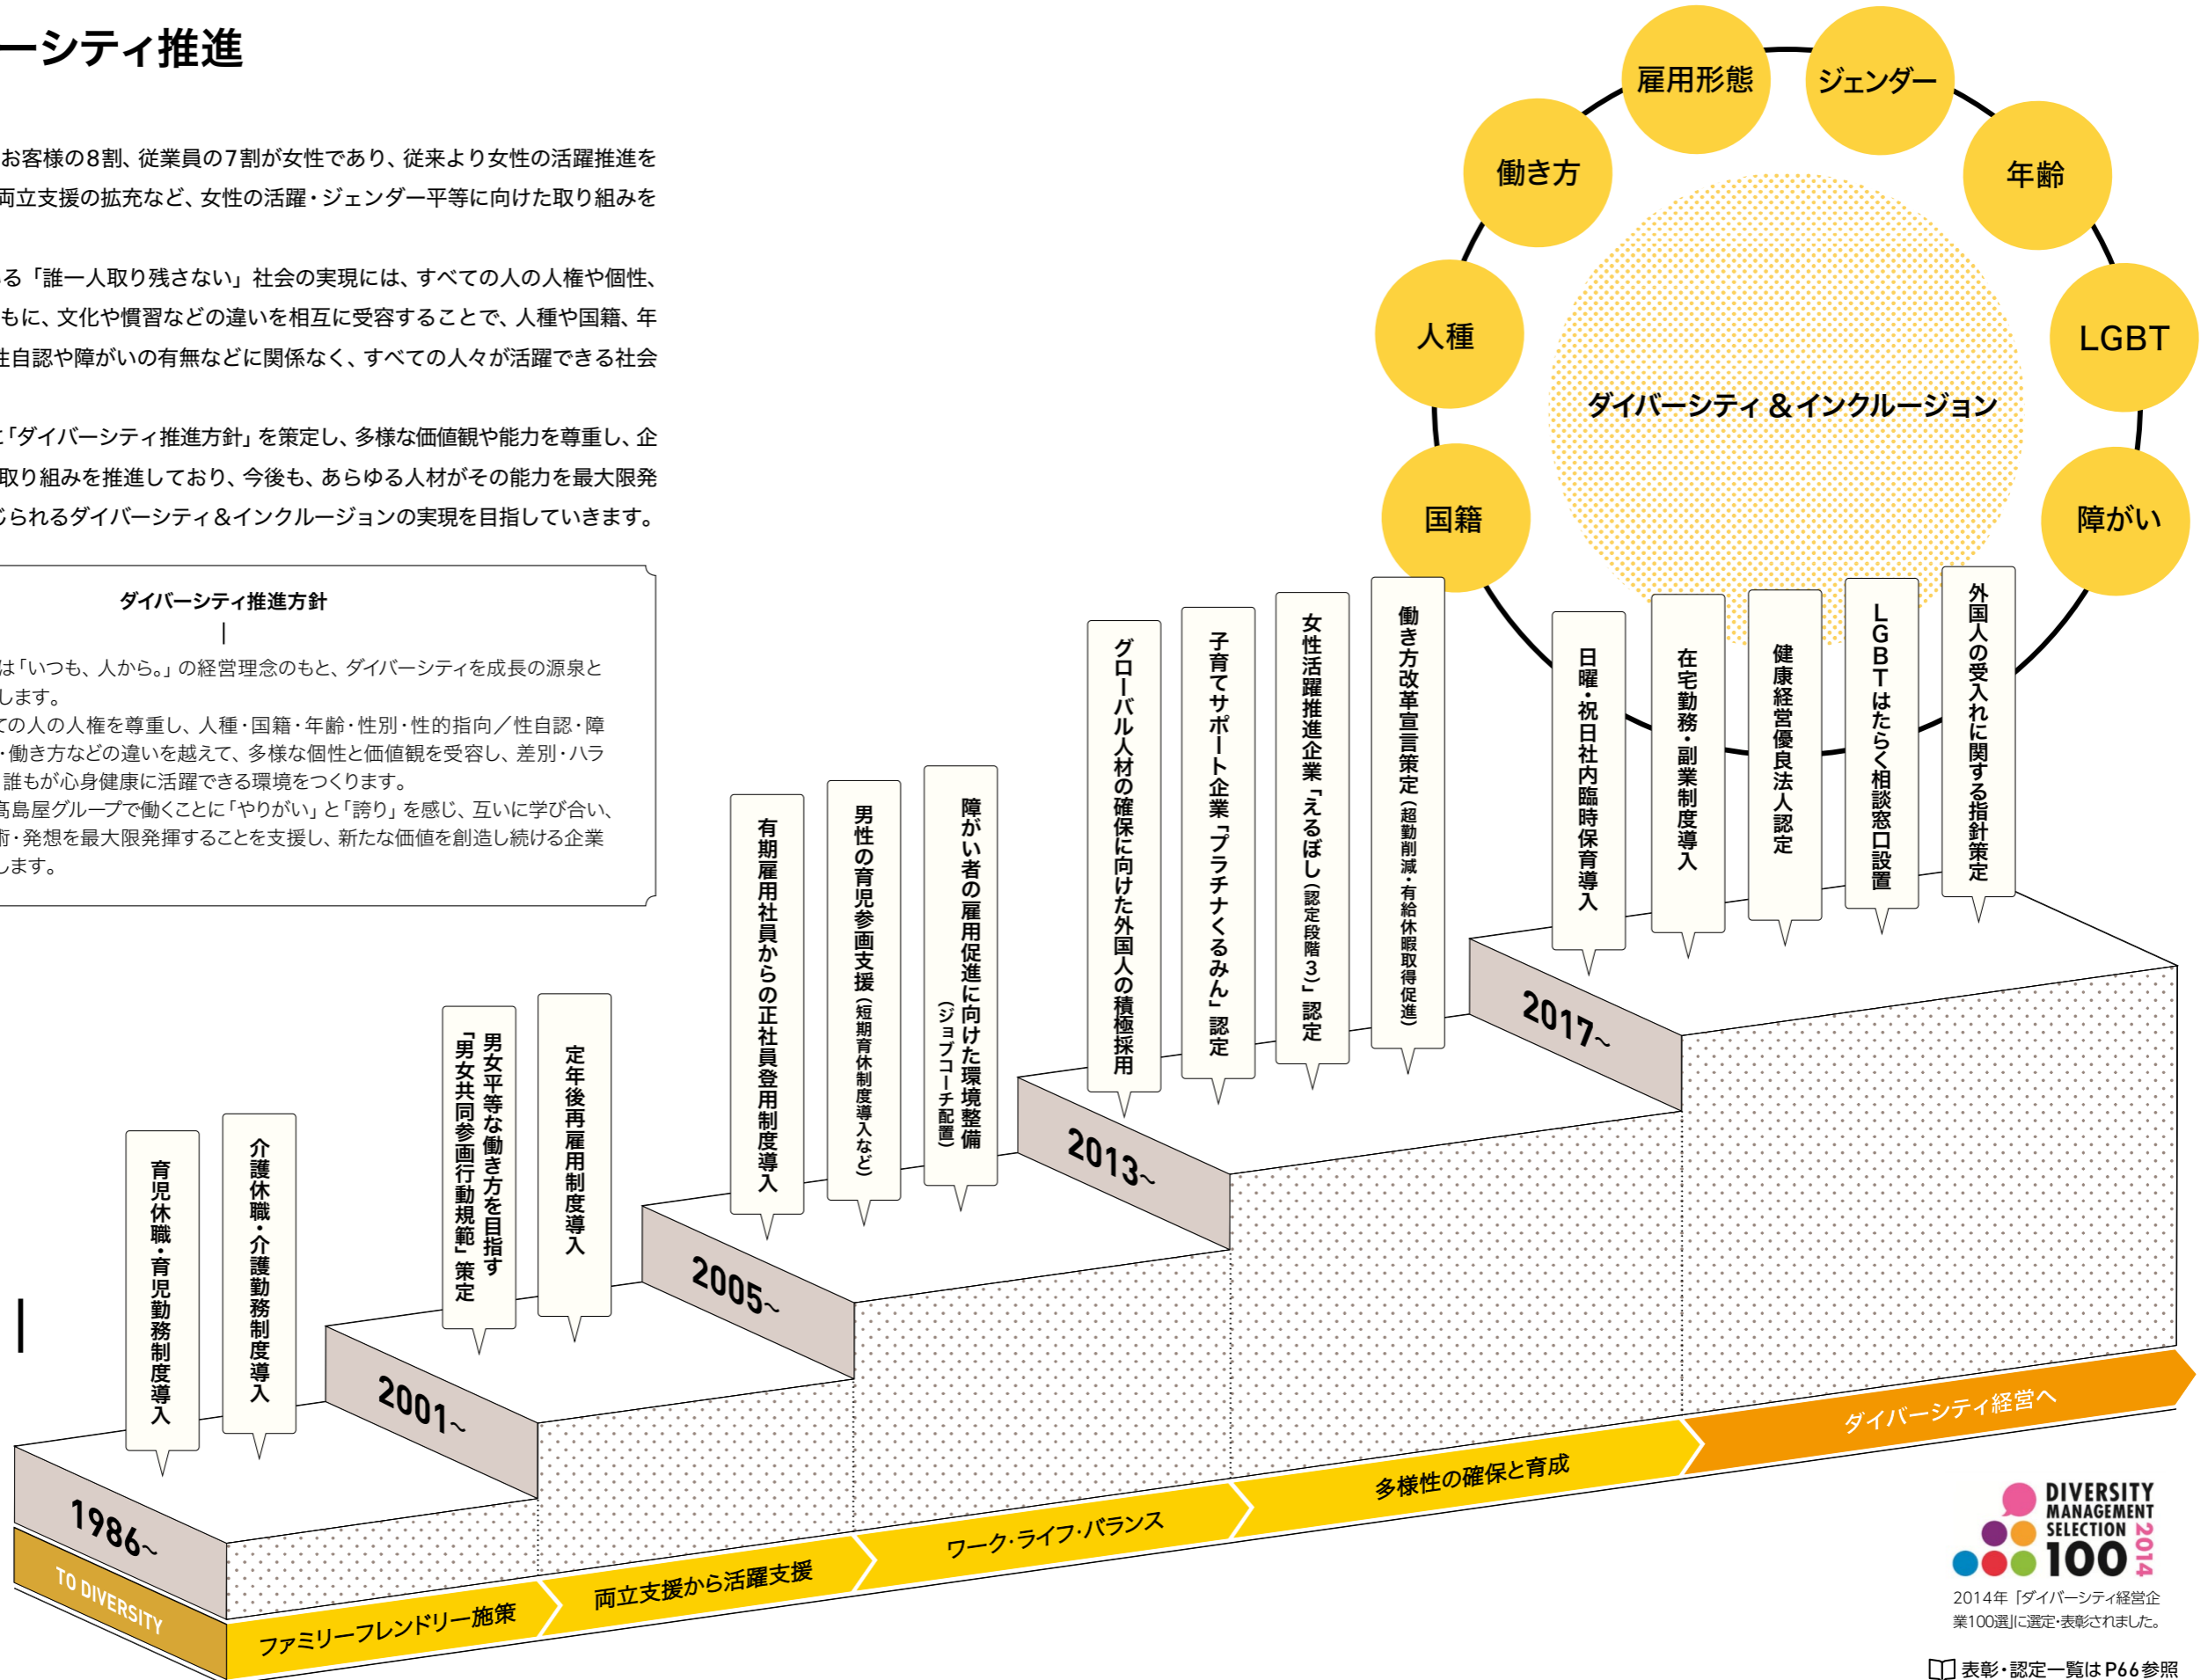 ーシティ推進
お客様の8割、従業員の7割が女性であり、従来より女性の活躍推進を
両立支援の拡充など、女性の活躍・ジェンダー平等に向けた取り組みを
る「誰一人取り残さない」社会の実現には、すべての人の人権や個性、
もに、文化や慣習などの違いを相互に受容することで、人種や国籍、年
性自認や障がいの有無などに関係なく、すべての人々が活躍できる社会
「ダイバーシティ推進方針」を策定し、多様な価値観や能力を尊重し、企
取り組みを推進しており、今後も、あらゆる人材がその能力を最大限発
じられるダイバーシティ&インクルージョンの実現を目指していきます。
ダイバーシティ推進方針
は「いつも、人から。」の経営理念のもと、ダイバーシティを成長の源泉と
します。
ての人の人権を尊重し、人種・国籍・年齢・性別・性的指向／性自認・障
・働き方などの違いを越えて、多様な個性と価値観を受容し、差別・ハラ
誰もが心身健康に活躍できる環境をつくります。
髙島屋グループで働くことに「やりがい」と「誇り」を感じ、互いに学び合い、
術・発想を最大限発揮することを支援し、新たな価値を創造し続ける企業
します。
雇用形態
ジェンダー
働き方
年齢
人種
LGBT
国籍
障がい
ダイバーシティ&インクルージョン
1986~
育児休職・育児勤務制度導入
介護休職・介護勤務制度導入
2001~
男女平等な働き方を目指す
「男女共同参画行動規範」策定
定年後再雇用制度導入
2005~
有期雇用社員からの正社員登用制度導入
男性の育児参画支援(短期育休制度導入など)
障がい者の雇用促進に向けた環境整備
(ジョブコーチ配置)
2013~
グローバル人材の確保に向けた外国人の積極採用
子育てサポート企業「プラチナくるみん」認定
女性活躍推進企業「えるぼし(認定段階3)」認定
働き方改革宣言策定(超勤削減・有給休暇取得促進)
2017~
日曜・祝日社内臨時保育導入
在宅勤務・副業制度導入
健康経営優良法人認定
LGBTはたらく相談窓口設置
外国人の受入れに関する指針策定
TO DIVERSITY
ファミリーフレンドリー施策
両立支援から活躍支援
ワーク・ライフ・バランス
多様性の確保と育成
ダイバーシティ経営へ
DIVERSITY
MANAGEMENT
SELECTION
100
2014
2014年「ダイバーシティ経営企
業100選」に選定・表彰されました。
表彰・認定一覧はP66参照